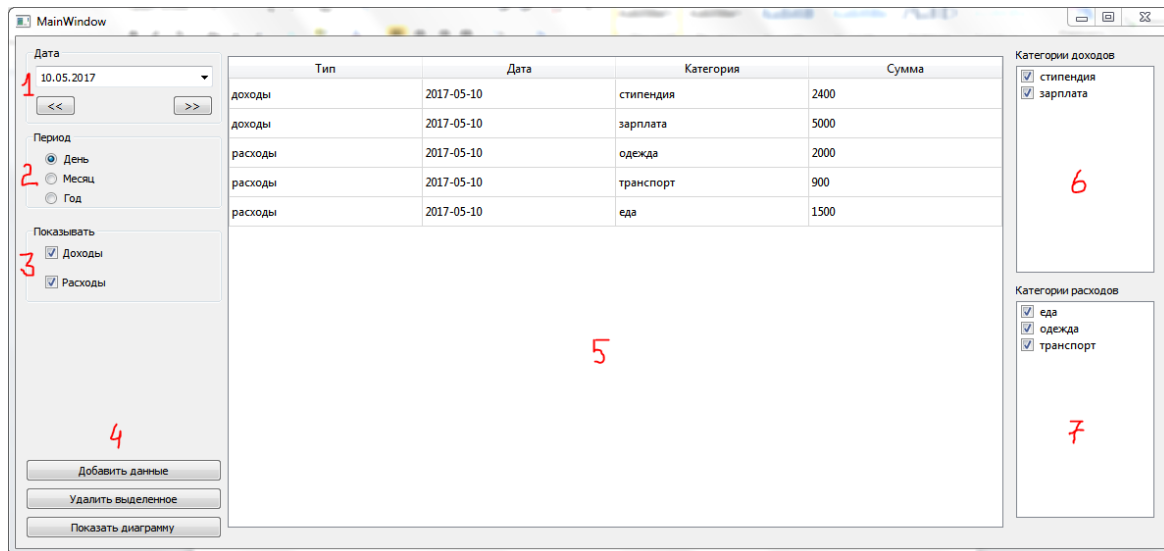 MainWindow
Дата
1
10.05.2017
<< >>
Период
2
День
Месяц
Год
Показывать
3
Доходы
Расходы
4
Добавить данные
Удалить выделенное
Показать диаграмму
Тип Дата Категория Сумма
доходы 2017-05-10 стипендия 2400
доходы 2017-05-10 зарплата 5000
расходы 2017-05-10 одежда 2000
расходы 2017-05-10 транспорт 900
расходы 2017-05-10 еда 1500
5
Категории доходов
стипендия
зарплата
6
Категории расходов
еда
одежда
транспорт
7